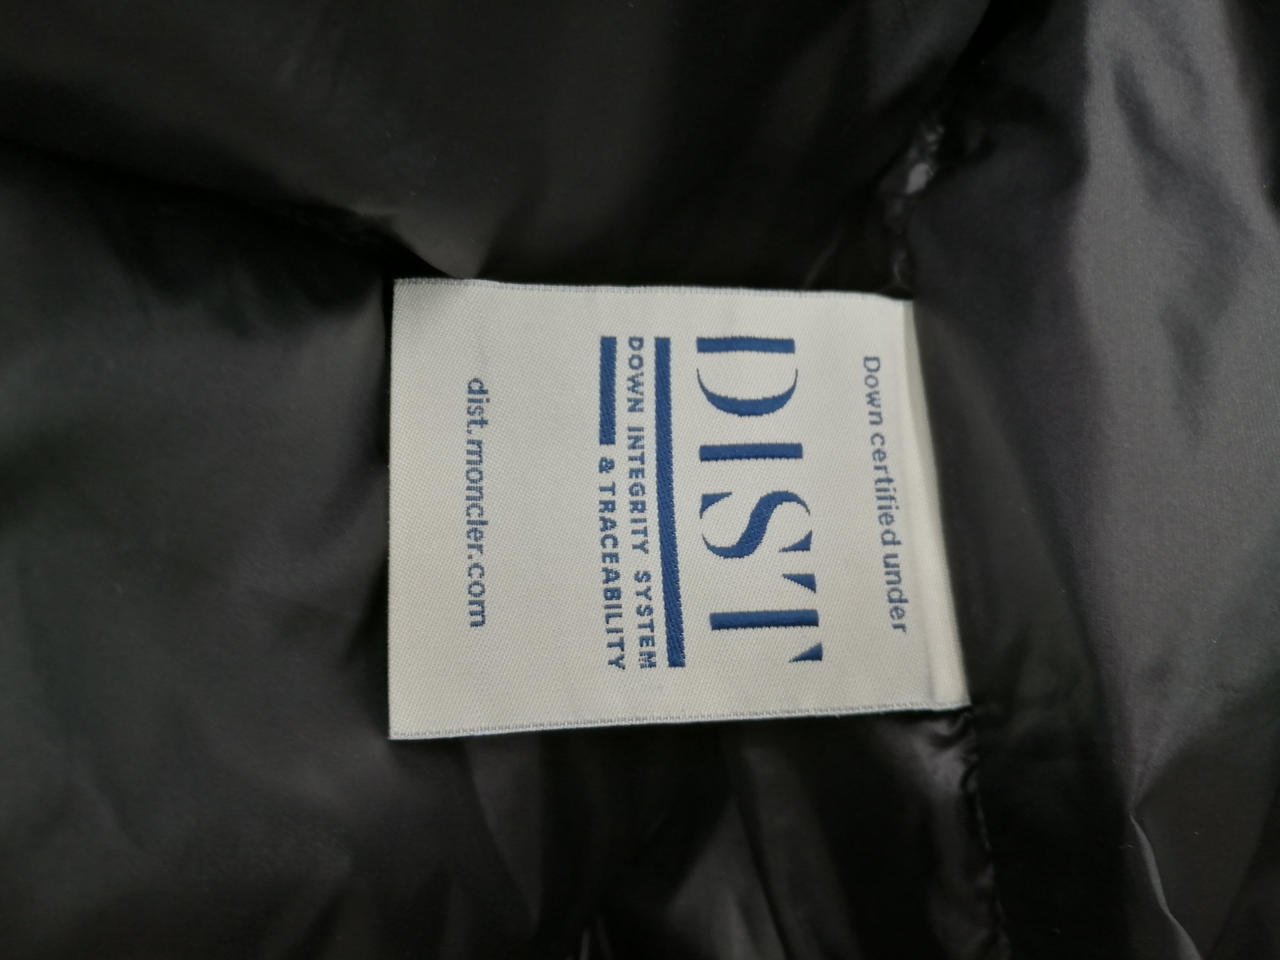 Down certified under
DIST
DOWN INTEGRITY SYSTEM
& TRACEABILITY
dist.moncler.com